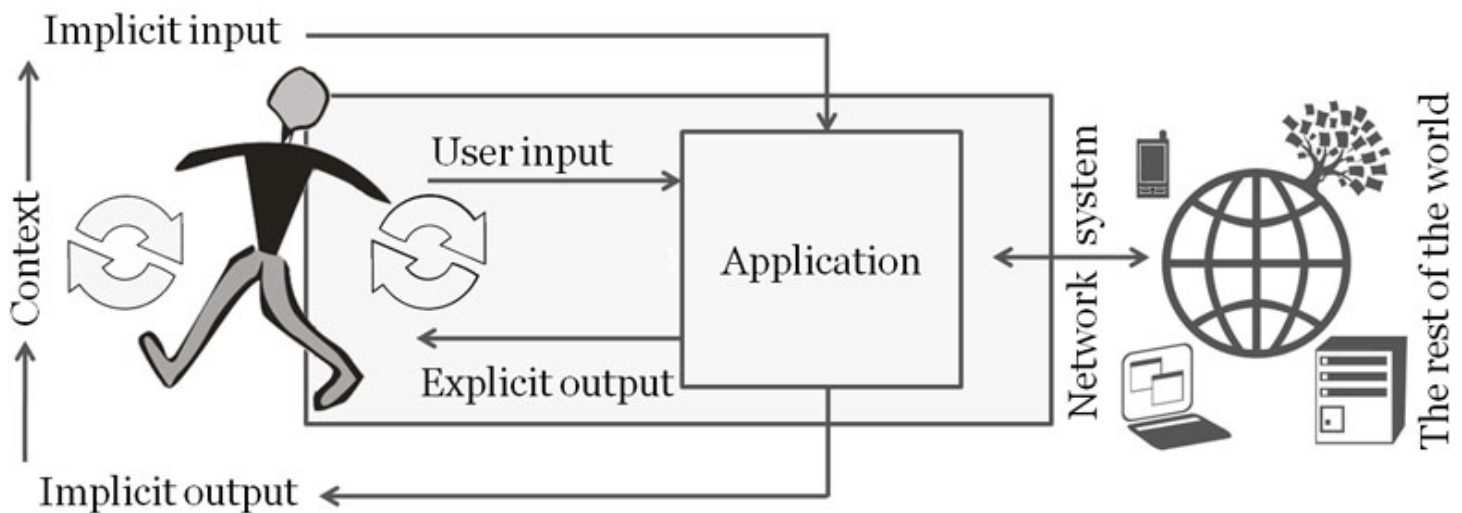 Implicit input
User input
Application
Explicit output
Implicit output
Context
Network system
The rest of the world